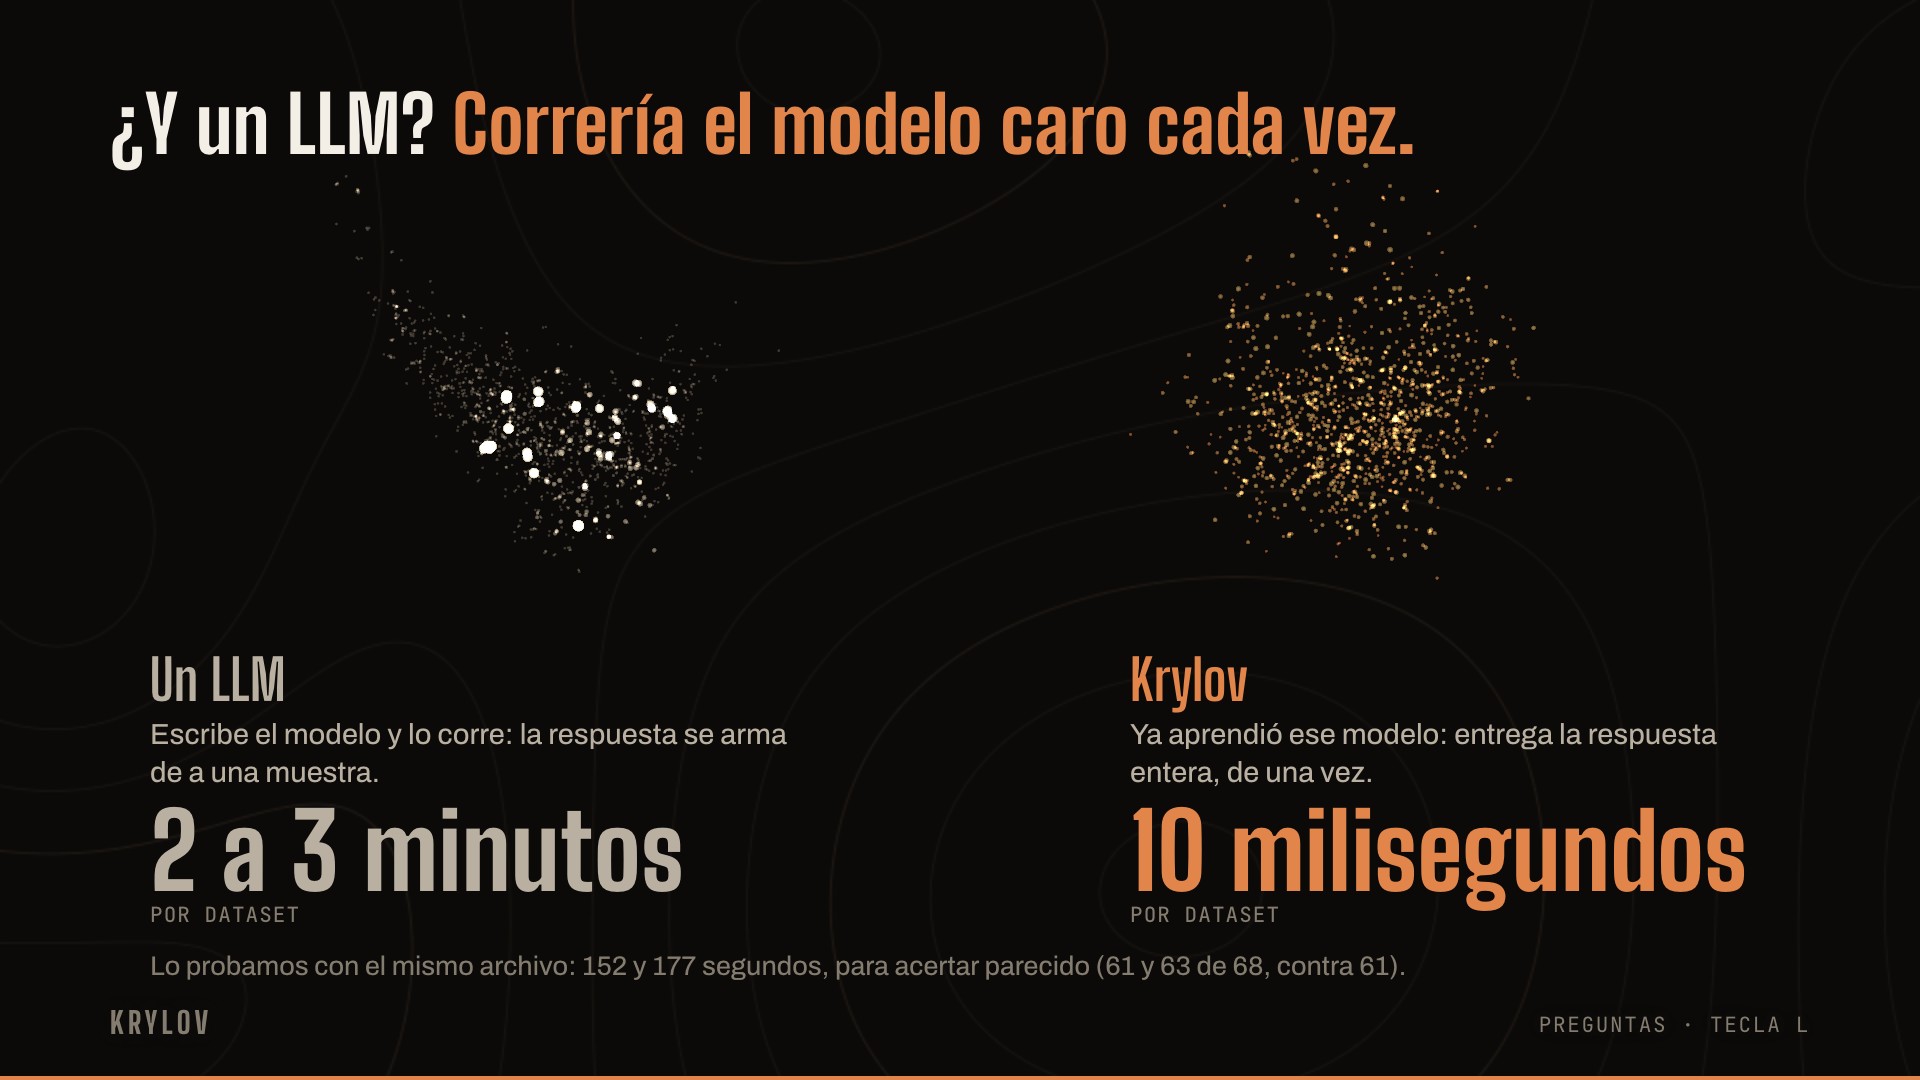 ¿Y un LLM? Correría el modelo caro cada vez.
Un LLM
Escribe el modelo y lo corre: la respuesta se arma
de a una muestra.
2 a 3 minutos
POR DATASET
Krylov
Ya aprendió ese modelo: entrega la respuesta
entera, de una vez.
10 milisegundos
POR DATASET
Lo probamos con el mismo archivo: 152 y 177 segundos, para acertar parecido (61 y 63 de 68, contra 61).
KRYLOV
PREGUNTAS · TECLA L